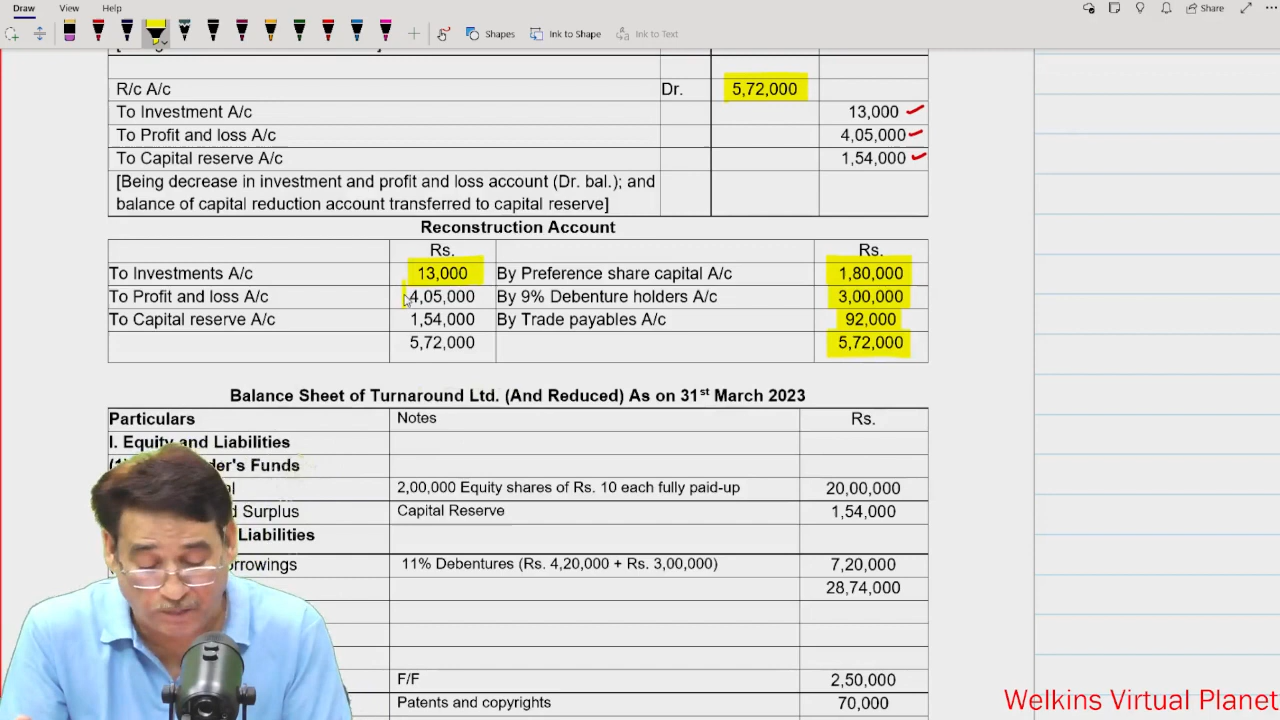 Draw View Help
Shapes Ink to Shape Ink to Text Share
R/c A/c Dr. 5,72,000
To Investment A/c 13,000
To Profit and loss A/c 4,05,000
To Capital reserve A/c 1,54,000
[Being decrease in investment and profit and loss account (Dr. bal.); and
balance of capital reduction account transferred to capital reserve]
Reconstruction Account
Rs. Rs.
To Investments A/c 13,000 By Preference share capital A/c 1,80,000
To Profit and loss A/c 4,05,000 By 9% Debenture holders A/c 3,00,000
To Capital reserve A/c 1,54,000 By Trade payables A/c 92,000
5,72,000 5,72,000
Balance Sheet of Turnaround Ltd. (And Reduced) As on 31st March 2023
Particulars Notes Rs.
I. Equity and Liabilities
(1) der's Funds
2,00,000 Equity shares of Rs. 10 each fully paid-up 20,00,000
d Surplus Capital Reserve 1,54,000
Liabilities
orrowings 11% Debentures (Rs. 4,20,000 + Rs. 3,00,000) 7,20,000
28,74,000
F/F 2,50,000
Patents and copyrights 70,000
Welkins Virtual Planet